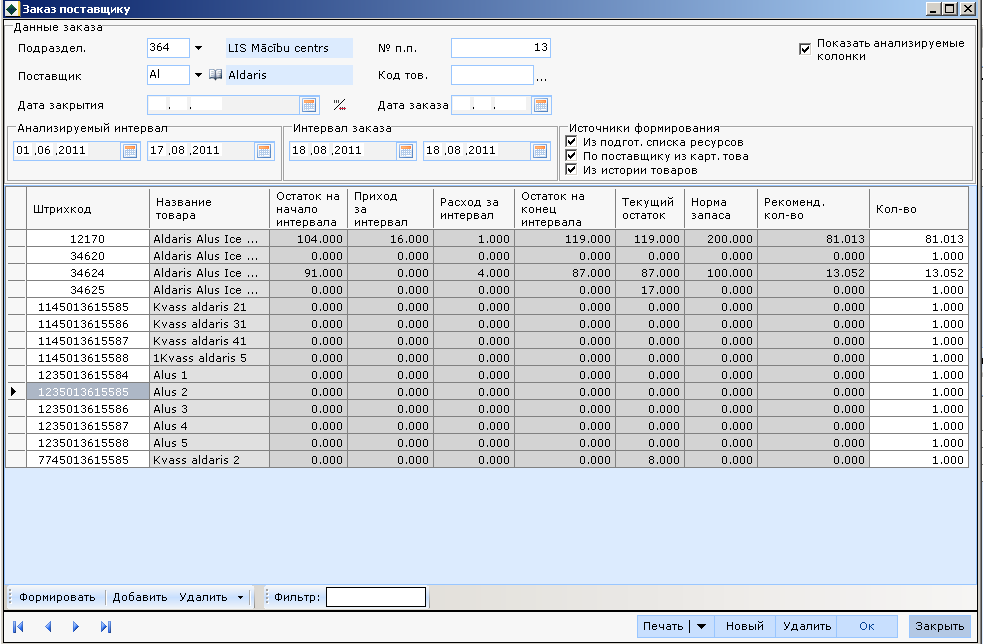 Заказ поставщику
Данные заказа
Подраздел. 364 LIS Mācību centrs № п.п. 13 Показать анализируемые колонки
Поставщик Al Aldaris Код тов. ...
Дата закрытия . . Дата заказа . .
Анализируемый интервал Интервал заказа Источники формирования
01 ,06 ,2011 17 ,08 ,2011 18 ,08 ,2011 18 ,08 ,2011 Из подгот. списка ресурсов
По поставщику из карт. това
Из истории товаров
Штрихкод Название товара Остаток на начало интервала Приход за интервал Расход за интервал Остаток на конец интервала Текущий остаток Норма запаса Рекоменд. кол-во Кол-во
12170 Aldaris Alus Ice ... 104.000 16.000 1.000 119.000 119.000 200.000 81.013 81.013
34620 Aldaris Alus Ice ... 0.000 0.000 0.000 0.000 0.000 0.000 0.000 1.000
34624 Aldaris Alus Ice ... 91.000 0.000 4.000 87.000 87.000 100.000 13.052 13.052
34625 Aldaris Alus Ice ... 0.000 0.000 0.000 0.000 17.000 0.000 0.000 1.000
1145013615585 Kvass aldaris 21 0.000 0.000 0.000 0.000 0.000 0.000 0.000 1.000
1145013615586 Kvass aldaris 31 0.000 0.000 0.000 0.000 0.000 0.000 0.000 1.000
1145013615587 Kvass aldaris 41 0.000 0.000 0.000 0.000 0.000 0.000 0.000 1.000
1145013615588 1Kvass aldaris 5 0.000 0.000 0.000 0.000 0.000 0.000 0.000 1.000
1235013615584 Alus 1 0.000 0.000 0.000 0.000 0.000 0.000 0.000 1.000
1235013615585 Alus 2 0.000 0.000 0.000 0.000 0.000 0.000 0.000 1.000
1235013615586 Alus 3 0.000 0.000 0.000 0.000 0.000 0.000 0.000 1.000
1235013615587 Alus 4 0.000 0.000 0.000 0.000 0.000 0.000 0.000 1.000
1235013615588 Alus 5 0.000 0.000 0.000 0.000 0.000 0.000 0.000 1.000
7745013615585 Kvass aldaris 2 0.000 0.000 0.000 0.000 8.000 0.000 0.000 1.000
Формировать Добавить Удалить Фильтр:
Печать Новый Удалить Ок Закрыть